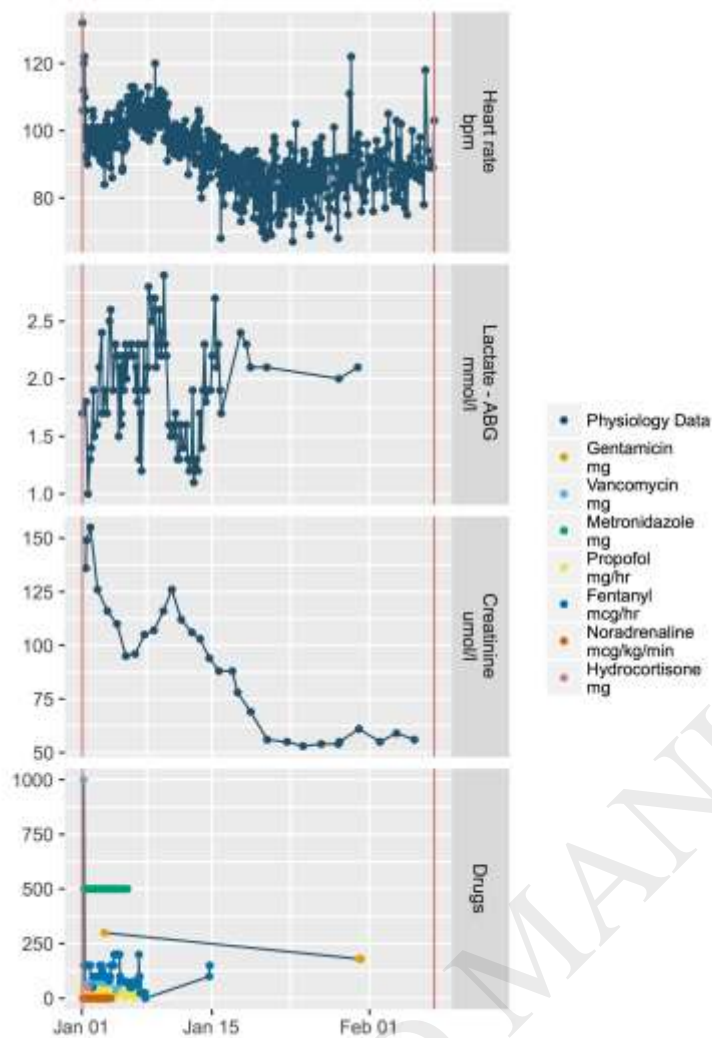 120
100
80
Heart rate
bpm
2.5
2.0
1.5
1.0
Lactate - ABG
mmol/l
150
125
100
75
50
Creatinine
umol/l
1000
750
500
250
0
Drugs
Jan 01
Jan 15
Feb 01
Physiology Data
Gentamicin
mg
Vancomycin
mg
Metronidazole
mg
Propofol
mg/hr
Fentanyl
mcg/hr
Noradrenaline
mcg/kg/min
Hydrocortisone
mg
D MAN